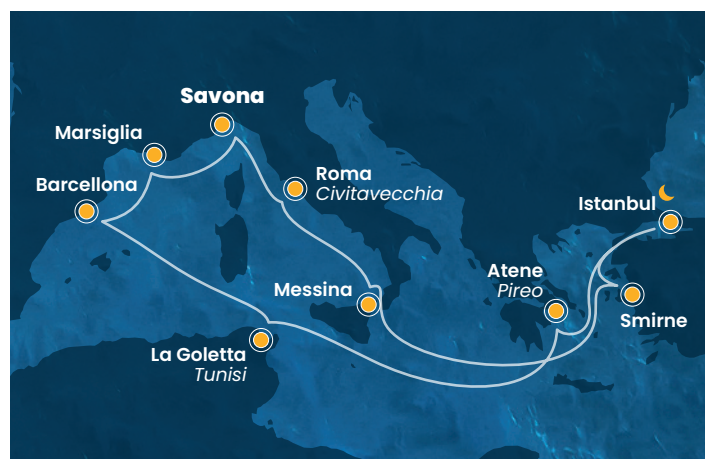 Savona
Marsiglia
Barcellona
Roma
Civitavecchia
Istanbul
Atene
Pireo
Messina
Smirne
La Goletta
Tunisi